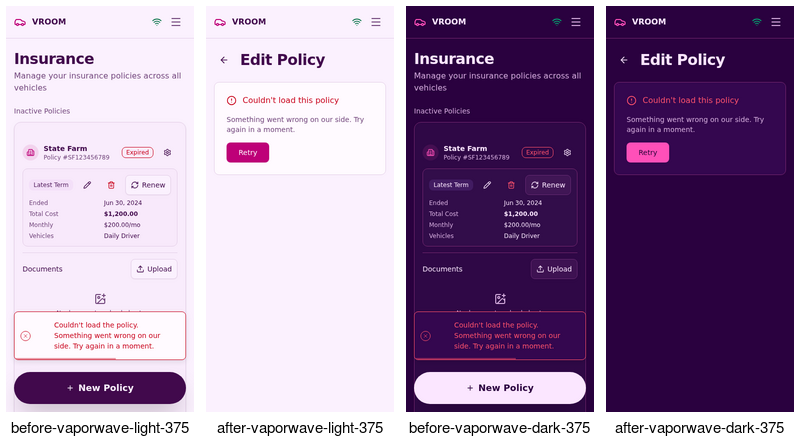 VROOM
Insurance
Manage your insurance policies across all
vehicles
Inactive Policies
State Farm
Policy #SF123456789
Expired
Latest Term
Renew
Ended Jun 30, 2024
Total Cost $1,200.00
Monthly $200.00/mo
Vehicles Daily Driver
Documents
Upload
Couldn't load the policy.
Something went wrong on our
side. Try again in a moment.
+ New Policy
before-vaporwave-light-375
VROOM
← Edit Policy
Couldn't load this policy
Something went wrong on our side. Try
again in a moment.
Retry
after-vaporwave-light-375
VROOM
Insurance
Manage your insurance policies across all
vehicles
Inactive Policies
State Farm
Policy #SF123456789
Expired
Latest Term
Renew
Ended Jun 30, 2024
Total Cost $1,200.00
Monthly $200.00/mo
Vehicles Daily Driver
Documents
Upload
Couldn't load the policy.
Something went wrong on our
side. Try again in a moment.
+ New Policy
before-vaporwave-dark-375
VROOM
← Edit Policy
Couldn't load this policy
Something went wrong on our side. Try
again in a moment.
Retry
after-vaporwave-dark-375